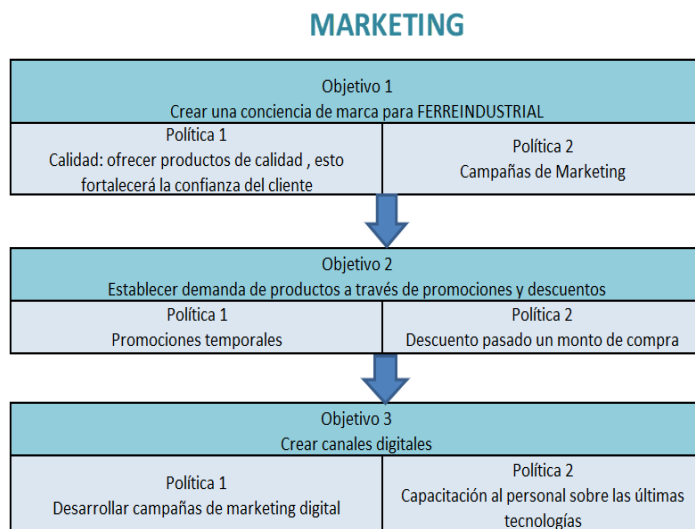 MARKETING
Objetivo 1
Crear una conciencia de marca para FERREINDUSTRIAL
Política 1
Calidad: ofrecer productos de calidad , esto
fortalecerá la confianza del cliente
Política 2
Campañas de Marketing
Objetivo 2
Establecer demanda de productos a través de promociones y descuentos
Política 1
Promociones temporales
Política 2
Descuento pasado un monto de compra
Objetivo 3
Crear canales digitales
Política 1
Desarrollar campañas de marketing digital
Política 2
Capacitación al personal sobre las últimas
tecnologías